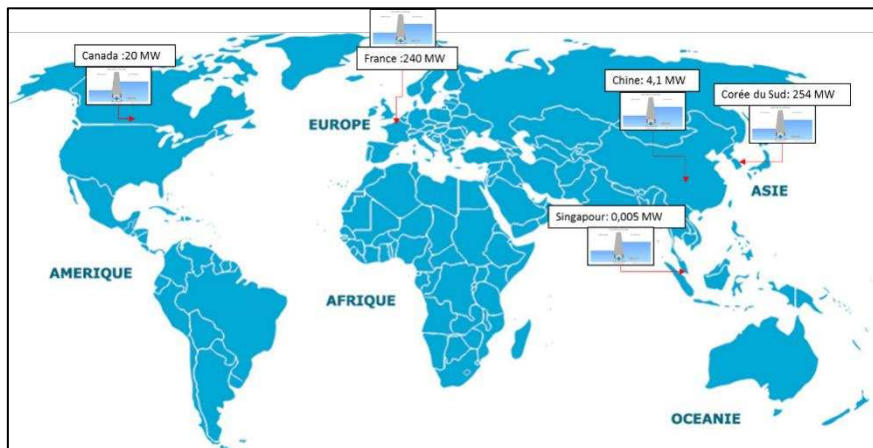 Canada :20 MW
France :240 MW
Chine: 4,1 MW
Corée du Sud: 254 MW
EUROPE
ASIE
Singapour: 0,005 MW
AMERIQUE
AFRIQUE
OCEANIE